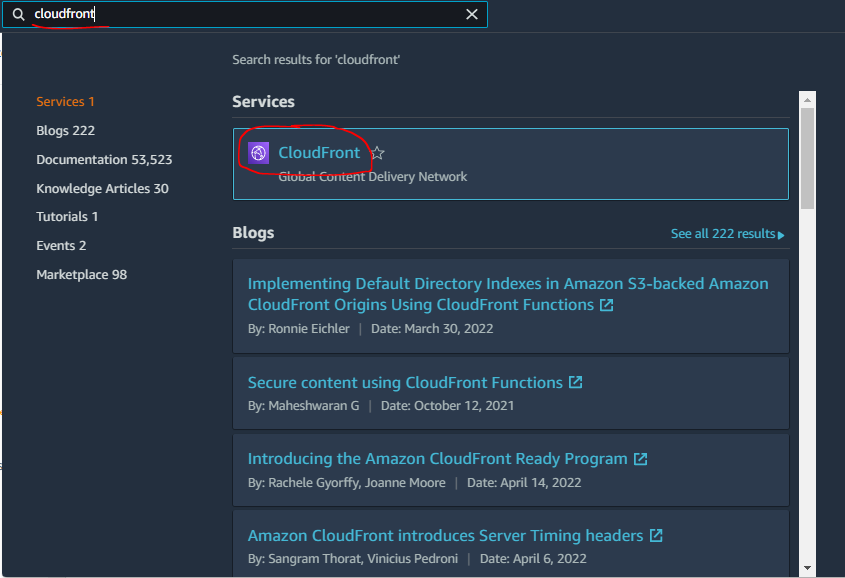 cloudfront
Search results for 'cloudfront'
Services 1
Blogs 222
Documentation 53,523
Knowledge Articles 30
Tutorials 1
Events 2
Marketplace 98
Services
CloudFront
Global Content Delivery Network
Blogs
See all 222 results
Implementing Default Directory Indexes in Amazon S3-backed Amazon
CloudFront Origins Using CloudFront Functions
By: Ronnie Eichler | Date: March 30, 2022
Secure content using CloudFront Functions
By: Maheshwaran G | Date: October 12, 2021
Introducing the Amazon CloudFront Ready Program
By: Rachele Gyorffy, Joanne Moore | Date: April 14, 2022
Amazon CloudFront introduces Server Timing headers
By: Sangram Thorat, Vinicius Pedroni | Date: April 6, 2022